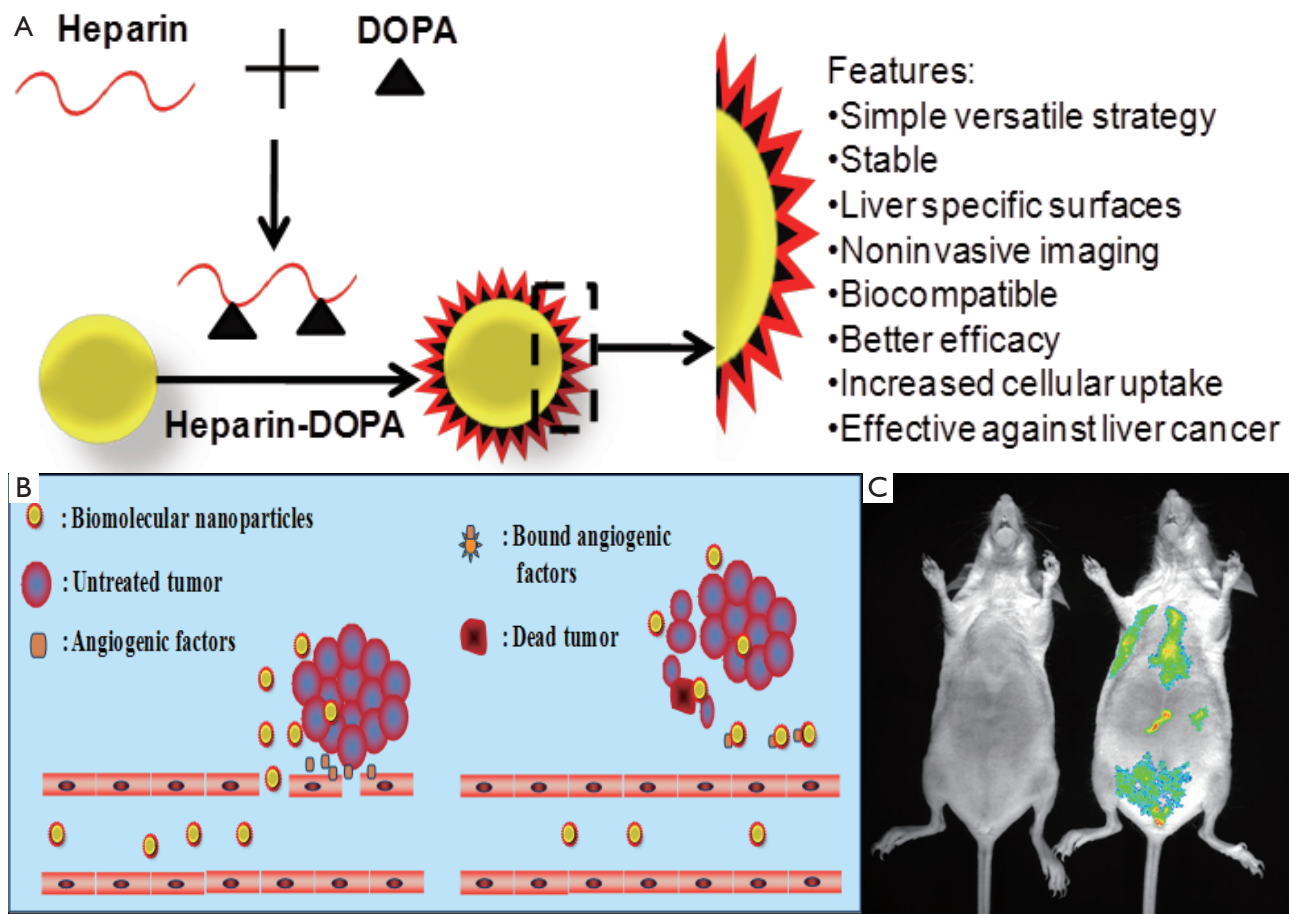 A
Heparin
DOPA
Heparin-DOPA
Features:
•Simple versatile strategy
•Stable
•Liver specific surfaces
•Noninvasive imaging
•Biocompatible
•Better efficacy
•Increased cellular uptake
•Effective against liver cancer
B
: Biomolecular nanoparticles
: Untreated tumor
: Angiogenic factors
: Bound angiogenic
factors
: Dead tumor
C